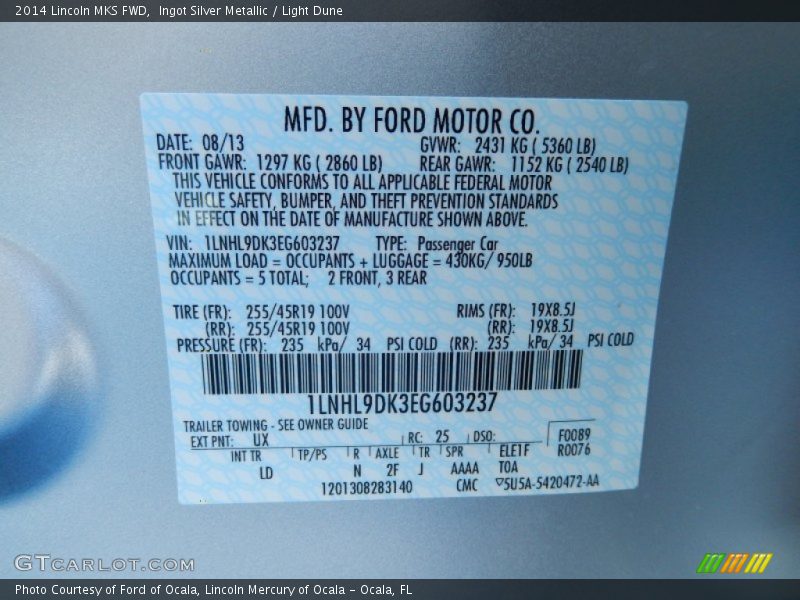 2014 Lincoln MKS FWD, Ingot Silver Metallic / Light Dune
MFD. BY FORD MOTOR CO.
DATE: 08/13 GVWR: 2431 KG ( 5360 LB)
FRONT GAWR: 1297 KG ( 2860 LB) REAR GAWR: 1152 KG ( 2540 LB)
THIS VEHICLE CONFORMS TO ALL APPLICABLE FEDERAL MOTOR
VEHICLE SAFETY, BUMPER, AND THEFT PREVENTION STANDARDS
IN EFFECT ON THE DATE OF MANUFACTURE SHOWN ABOVE.
VIN: 1LNHL9DK3EG603237 TYPE: Passenger Car
MAXIMUM LOAD = OCCUPANTS + LUGGAGE = 430KG/ 950LB
OCCUPANTS = 5 TOTAL; 2 FRONT, 3 REAR
TIRE (FR): 255/45R19 100V RIMS (FR): 19X8.5J
(RR): 255/45R19 100V (RR): 19X8.5J
PRESSURE (FR): 235 kPa/ 34 PSI COLD (RR): 235 kPa/ 34 PSI COLD
1LNHL9DK3EG603237
TRAILER TOWING - SEE OWNER GUIDE
EXT PNT: UX RC: 25 DSO: F0089
R0076
INT TR TP/PS R AXLE TR SPR ELE1F
LD N 2F J AAAA T0A
1201308283140 CMC ▽5U5A-5420472-AA
GTCARLOT.COM
Photo Courtesy of Ford of Ocala, Lincoln Mercury of Ocala – Ocala, FL